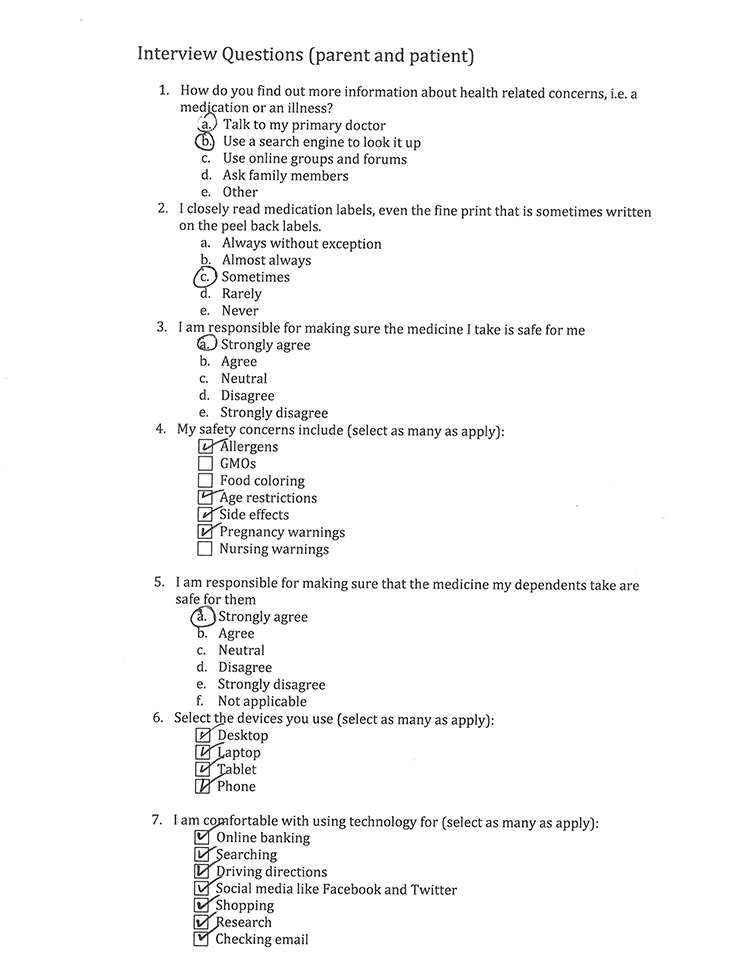 Interview Questions (parent and patient)
1. How do you find out more information about health related concerns, i.e. a
medication or an illness?
a. Talk to my primary doctor
b. Use a search engine to look it up
c. Use online groups and forums
d. Ask family members
e. Other
2. I closely read medication labels, even the fine print that is sometimes written
on the peel back labels.
a. Always without exception
b. Almost always
c. Sometimes
d. Rarely
e. Never
3. I am responsible for making sure the medicine I take is safe for me
a. Strongly agree
b. Agree
c. Neutral
d. Disagree
e. Strongly disagree
4. My safety concerns include (select as many as apply):
Allergens
GMOs
Food coloring
Age restrictions
Side effects
Pregnancy warnings
Nursing warnings
5. I am responsible for making sure that the medicine my dependents take are
safe for them
a. Strongly agree
b. Agree
c. Neutral
d. Disagree
e. Strongly disagree
f. Not applicable
6. Select the devices you use (select as many as apply):
Desktop
Laptop
Tablet
Phone
7. I am comfortable with using technology for (select as many as apply):
Online banking
Searching
Driving directions
Social media like Facebook and Twitter
Shopping
Research
Checking email